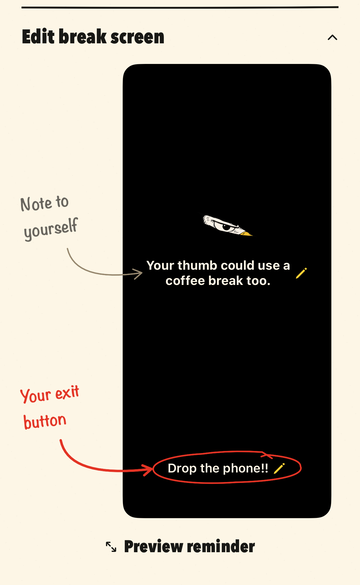 Edit break screen
Note to
yourself
Your thumb could use a
coffee break too.
Your exit
button
Drop the phone!!
Preview reminder